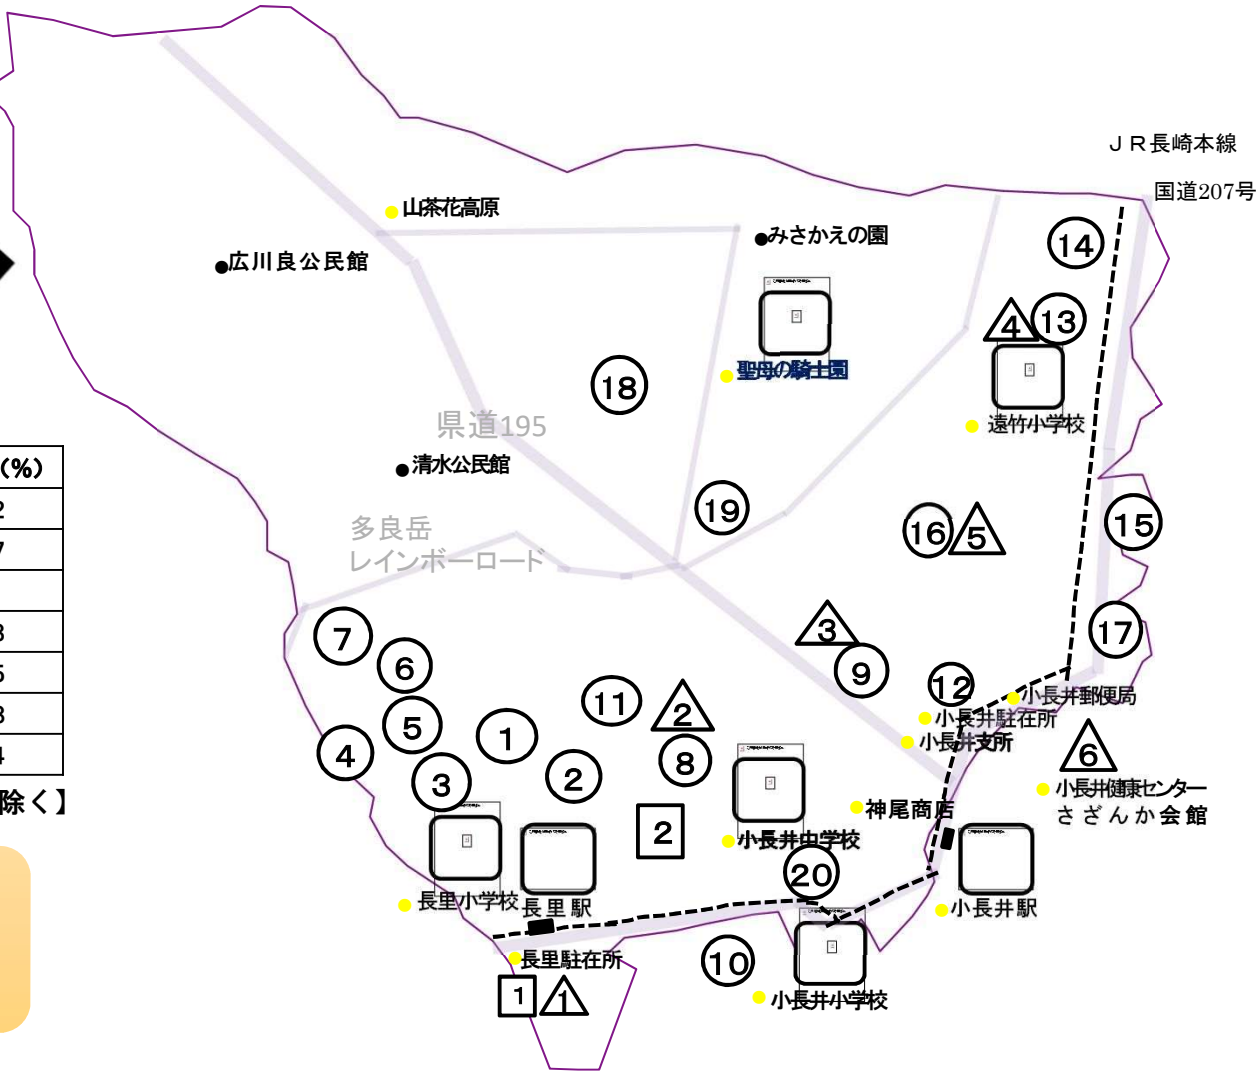 ＪＲ長崎本線
国道207号
山茶花高原
みさかえの園
広川良公民館
14
4
13
聖母の騎士園
18
遠竹小学校
県道195
清水公民館
19
16
5
15
多良岳
レインボーロード
(%)
2
7
3
5
3
4
除く】
7
6
3
9
17
12
小長井郵便局
小長井駐在所
小長井支所
11
2
5
1
4
3
2
8
6
小長井健康センター
さざんか会館
神尾商店
2
小長井中学校
20
長里小学校
長里駅
小長井駅
長里駐在所
10
小長井小学校
1
1